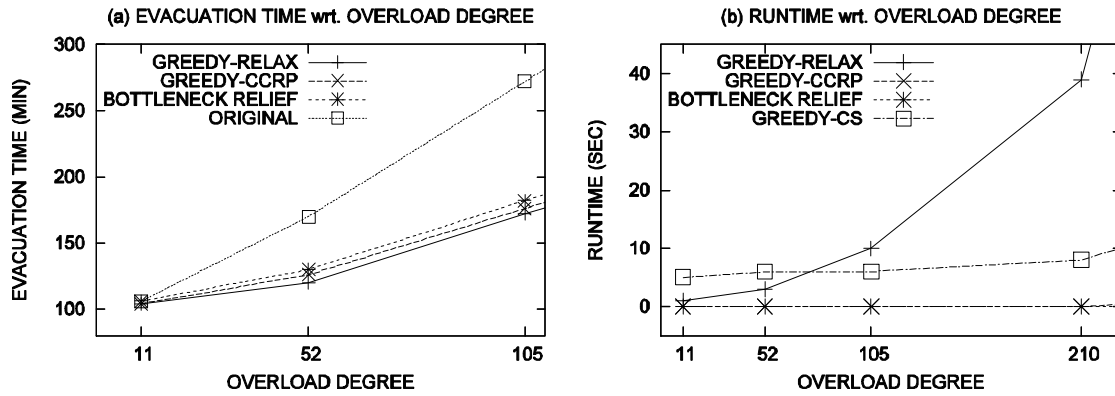 (a) EVACUATION TIME wrt. OVERLOAD DEGREE
300
250
200
150
100
EVACUATION TIME (MIN)
GREEDY-RELAX
GREEDY-CCRP
BOTTLENECK RELIEF
ORIGINAL
11 52 105
OVERLOAD DEGREE
(b) RUNTIME wrt. OVERLOAD DEGREE
40
30
20
10
0
RUNTIME (SEC)
GREEDY-RELAX
GREEDY-CCRP
BOTTLENECK RELIEF
GREEDY-CS
11 52 105 210
OVERLOAD DEGREE